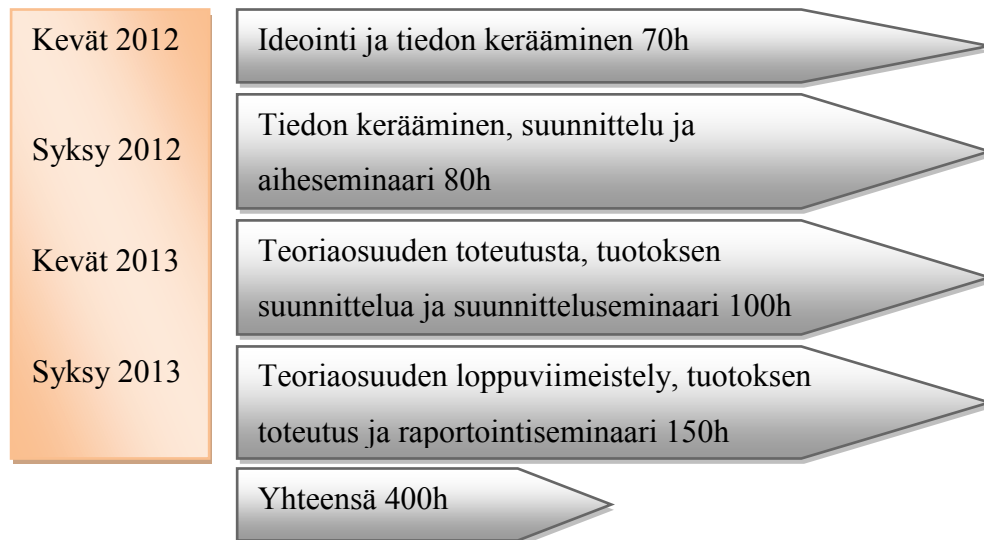 Kevät 2012
Ideointi ja tiedon kerääminen 70h
Syksy 2012
Tiedon kerääminen, suunnittelu ja
aiheseminaari 80h
Kevät 2013
Teoriaosuuden toteutusta, tuotoksen
suunnittelua ja suunnitteluseminaari 100h
Syksy 2013
Teoriaosuuden loppuviimeistely, tuotoksen
toteutus ja raportointiseminaari 150h
Yhteensä 400h